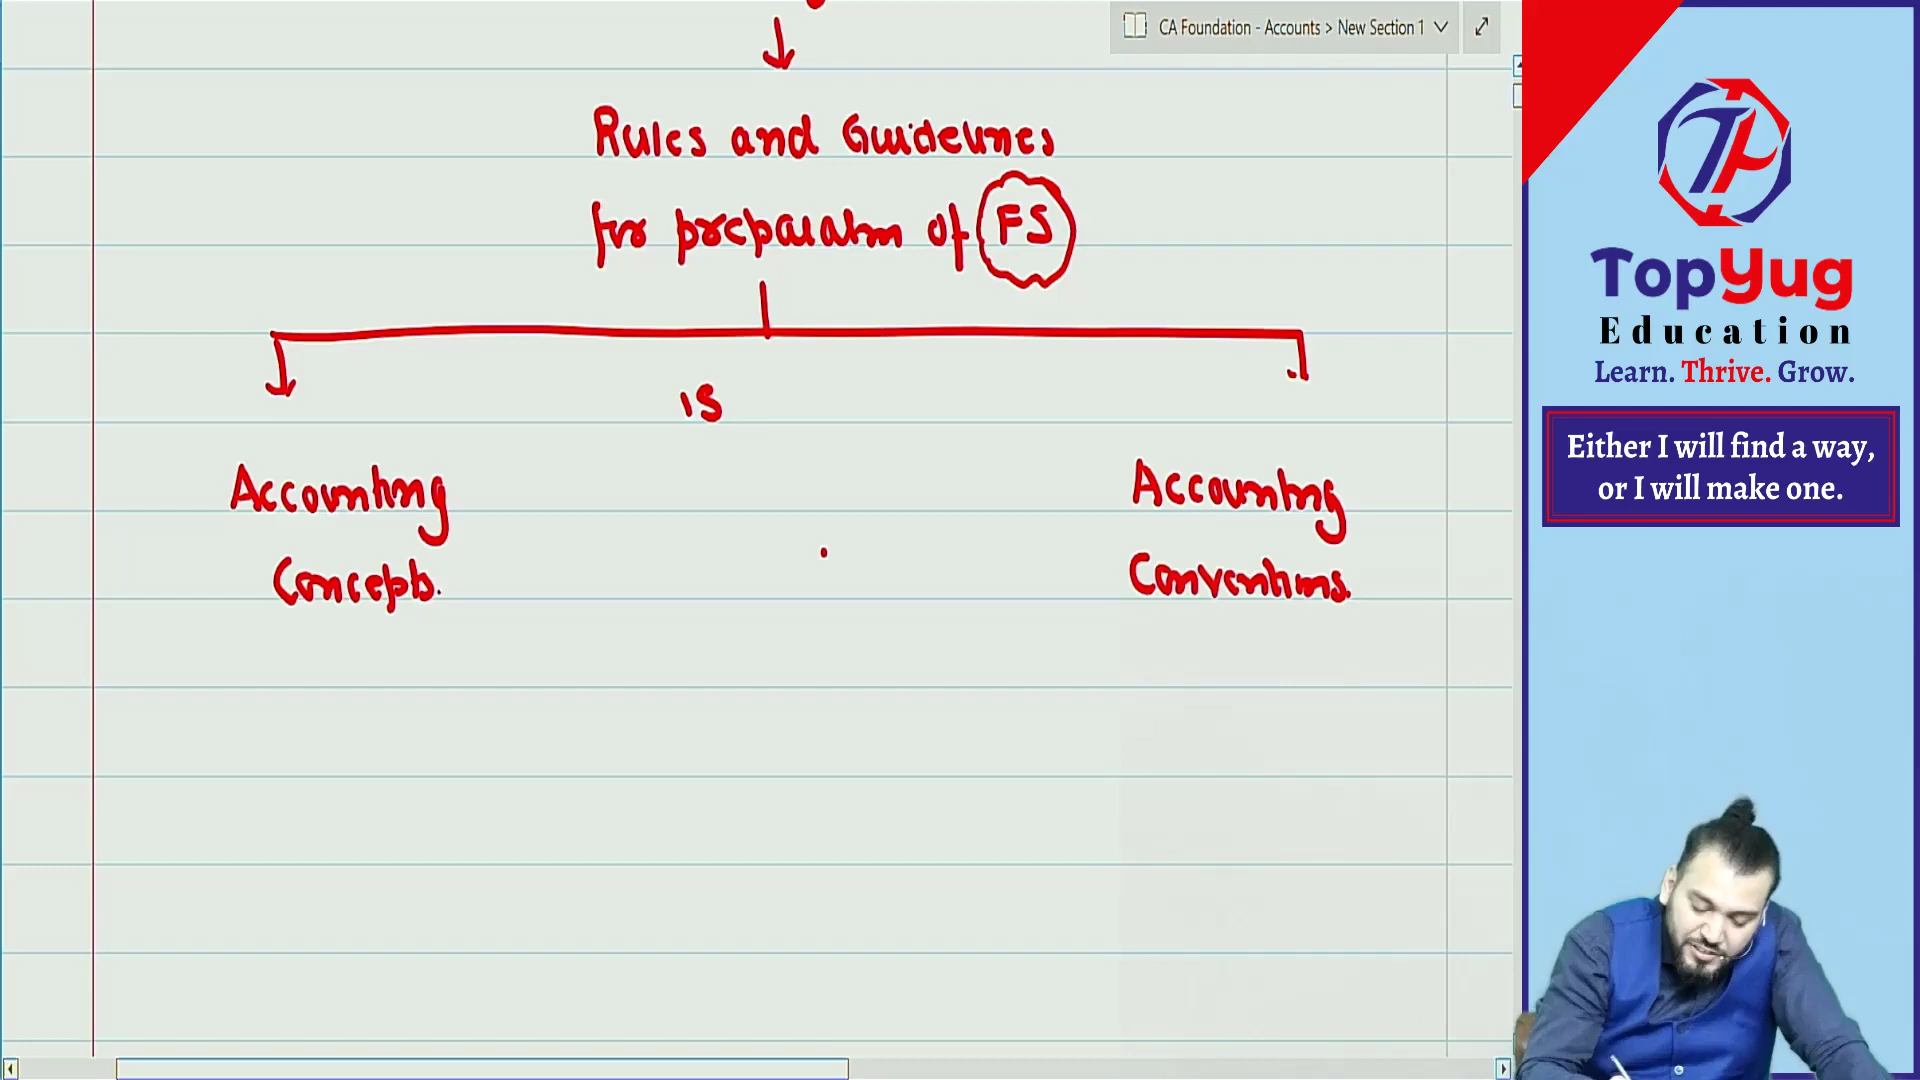 CA Foundation - Accounts > New Section 1
Rules and Guidelines
for preparation of FS
is
Accounting
Concepts.
Accounting
Conventions.
TopYug
Education
Learn. Thrive. Grow.
Either I will find a way,
or I will make one.